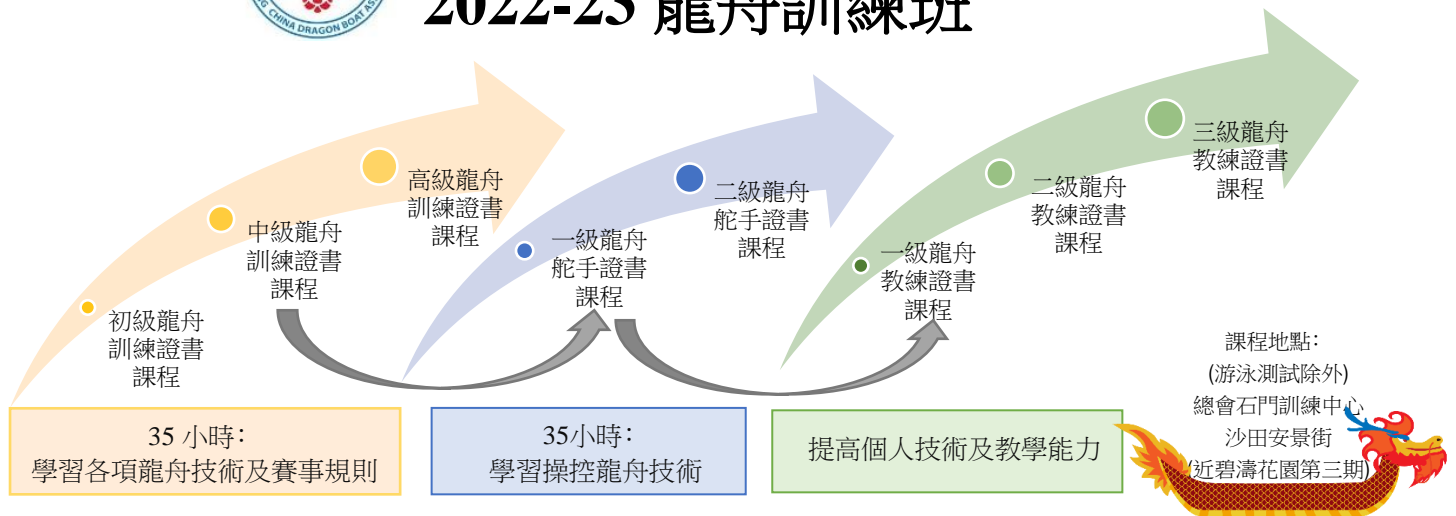 CHINA DRAGON BOAT
2022-23 龍舟訓練班
初級龍舟
訓練證書
課程
中級龍舟
訓練證書
課程
高級龍舟
訓練證書
課程
一級龍舟
舵手證書
課程
二級龍舟
舵手證書
課程
一級龍舟
教練證書
課程
二級龍舟
教練證書
課程
三級龍舟
教練證書
課程
35 小時：
學習各項龍舟技術及賽事規則
35小時：
學習操控龍舟技術
提高個人技術及教學能力
課程地點：
(游泳測試除外)
總會石門訓練中心
沙田安景街
(近碧濤花園第三期)